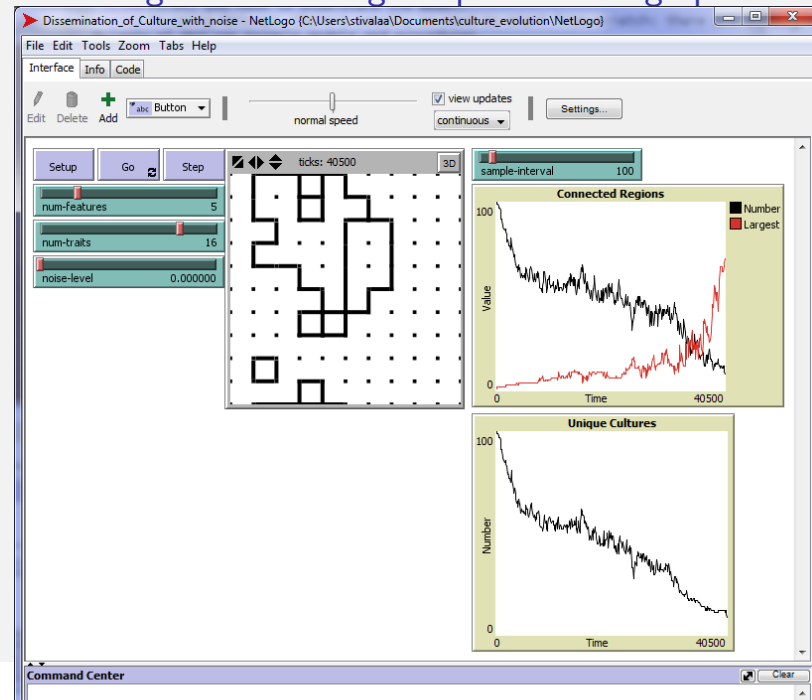 Dissemination_of_Culture_with_noise - NetLogo {C:\Users\stivalaa\Documents\culture_evolution\NetLogo}
File Edit Tools Zoom Tabs Help
Interface Info Code
Edit Delete Add abc Button normal speed view updates continuous Settings...
Setup Go Step ticks: 40500 3D
num-features 5
num-traits 16
noise-level 0.000000
sample-interval 100
Connected Regions
100
Value
0
0 Time 40500
Number
Largest
Unique Cultures
100
Number
0
0 Time 40500
Command Center Clear